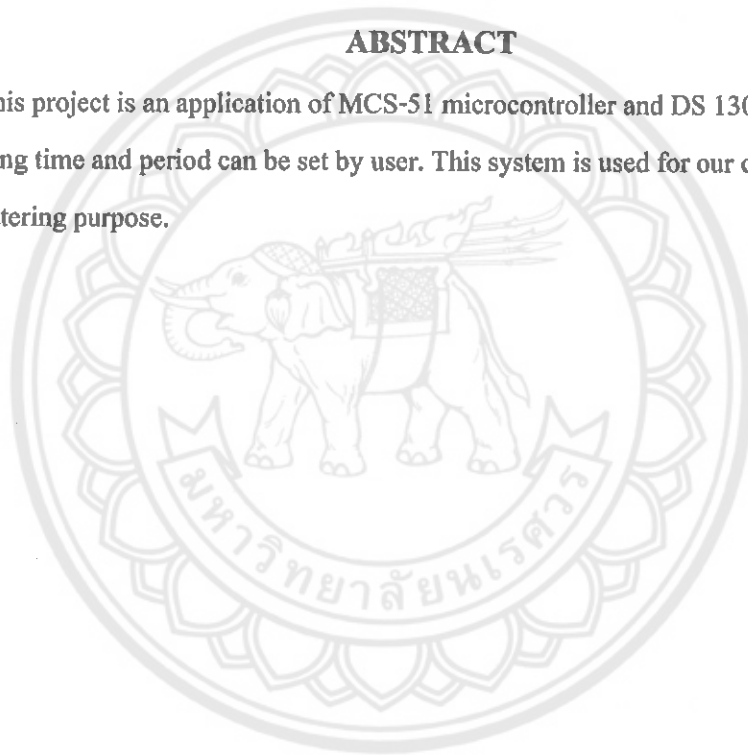 ABSTRACT
his project is an application of MCS-51 microcontroller and DS 130
ng time and period can be set by user. This system is used for our
tering purpose.
มหาวิทยาลัยนเรศวร